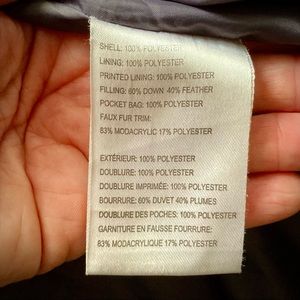 SHELL: 100% POLYESTER
LINING: 100% POLYESTER
PRINTED LINING: 100% POLYESTER
FILLING: 60% DOWN 40% FEATHER
POCKET BAG: 100% POLYESTER
FAUX FUR TRIM:
83% MODACRYLIC 17% POLYESTER
EXTÉRIEUR: 100% POLYESTER
DOUBLURE: 100% POLYESTER
DOUBLURE IMPRIMÉE: 100% POLYESTER
BOURRURE: 60% DUVET 40% PLUMES
DOUBLURE DES POCHES: 100% POLYESTER
GARNITURE EN FAUSSE FOURRURE:
83% MODACRYLIQUE 17% POLYESTER